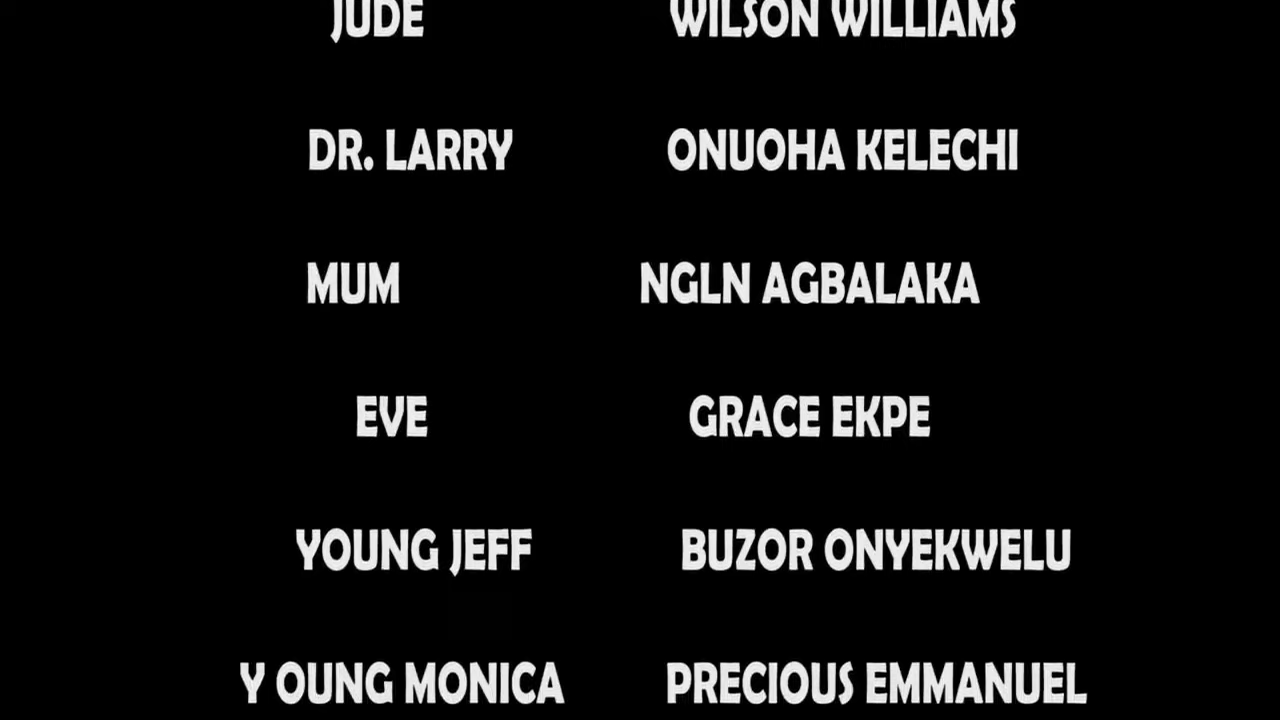 JUDE WILSON WILLIAMS
DR. LARRY ONUOHA KELECHI
MUM NGLN AGBALAKA
EVE GRACE EKPE
YOUNG JEFF BUZOR ONYEKWELU
Y OUNG MONICA PRECIOUS EMMANUEL